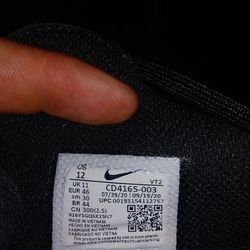 US
12
VT2
UK 11
EUR 46
cm 30
BR 44
CN 300(2.5)
CD4165-003
07/29/20 09/19/20
UPC 00193154112757
MADE IN VIETNAM
HECHO EN VIETNAM
FABRIQUÉ AU VIETNAM
FABRICADO NO VIETNÃ